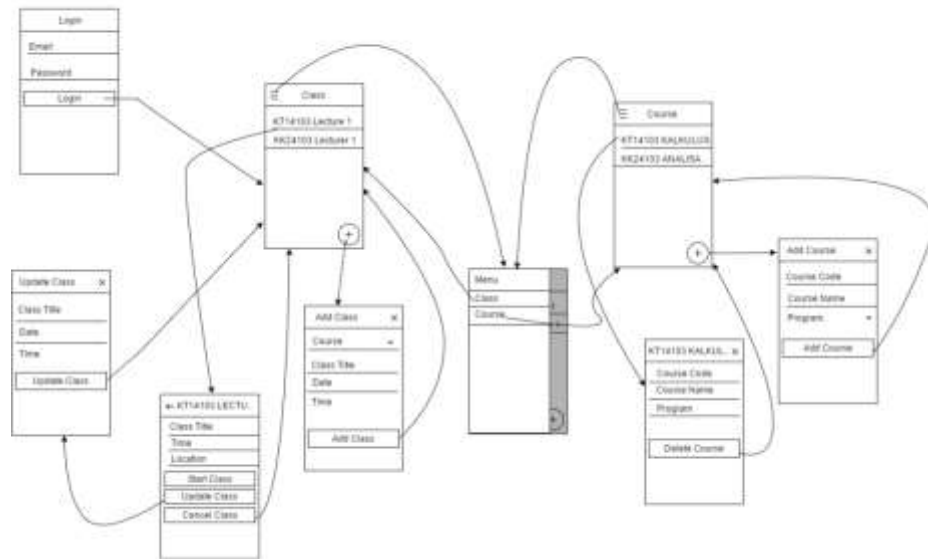 Login
Email
Password
Login
Class
KT14103 Lecture 1
KK24103 Lecturer 1
Course
KT14103 KALKULUS
KK24103 ANALISA...
Menu
Class
Course
Add Course ×
Course Code
Course Name
Program
Add Course
Update Class ×
Class Title
Date
Time
Update Class
Add Class ×
Course
Class Title
Date
Time
Add Class
KT14103 KALKUL... ×
Course Code
Course Name
Program
Delete Course
KT14103 LECTU...
Class Title
Time
Location
Start Class
Update Class
Cancel Class